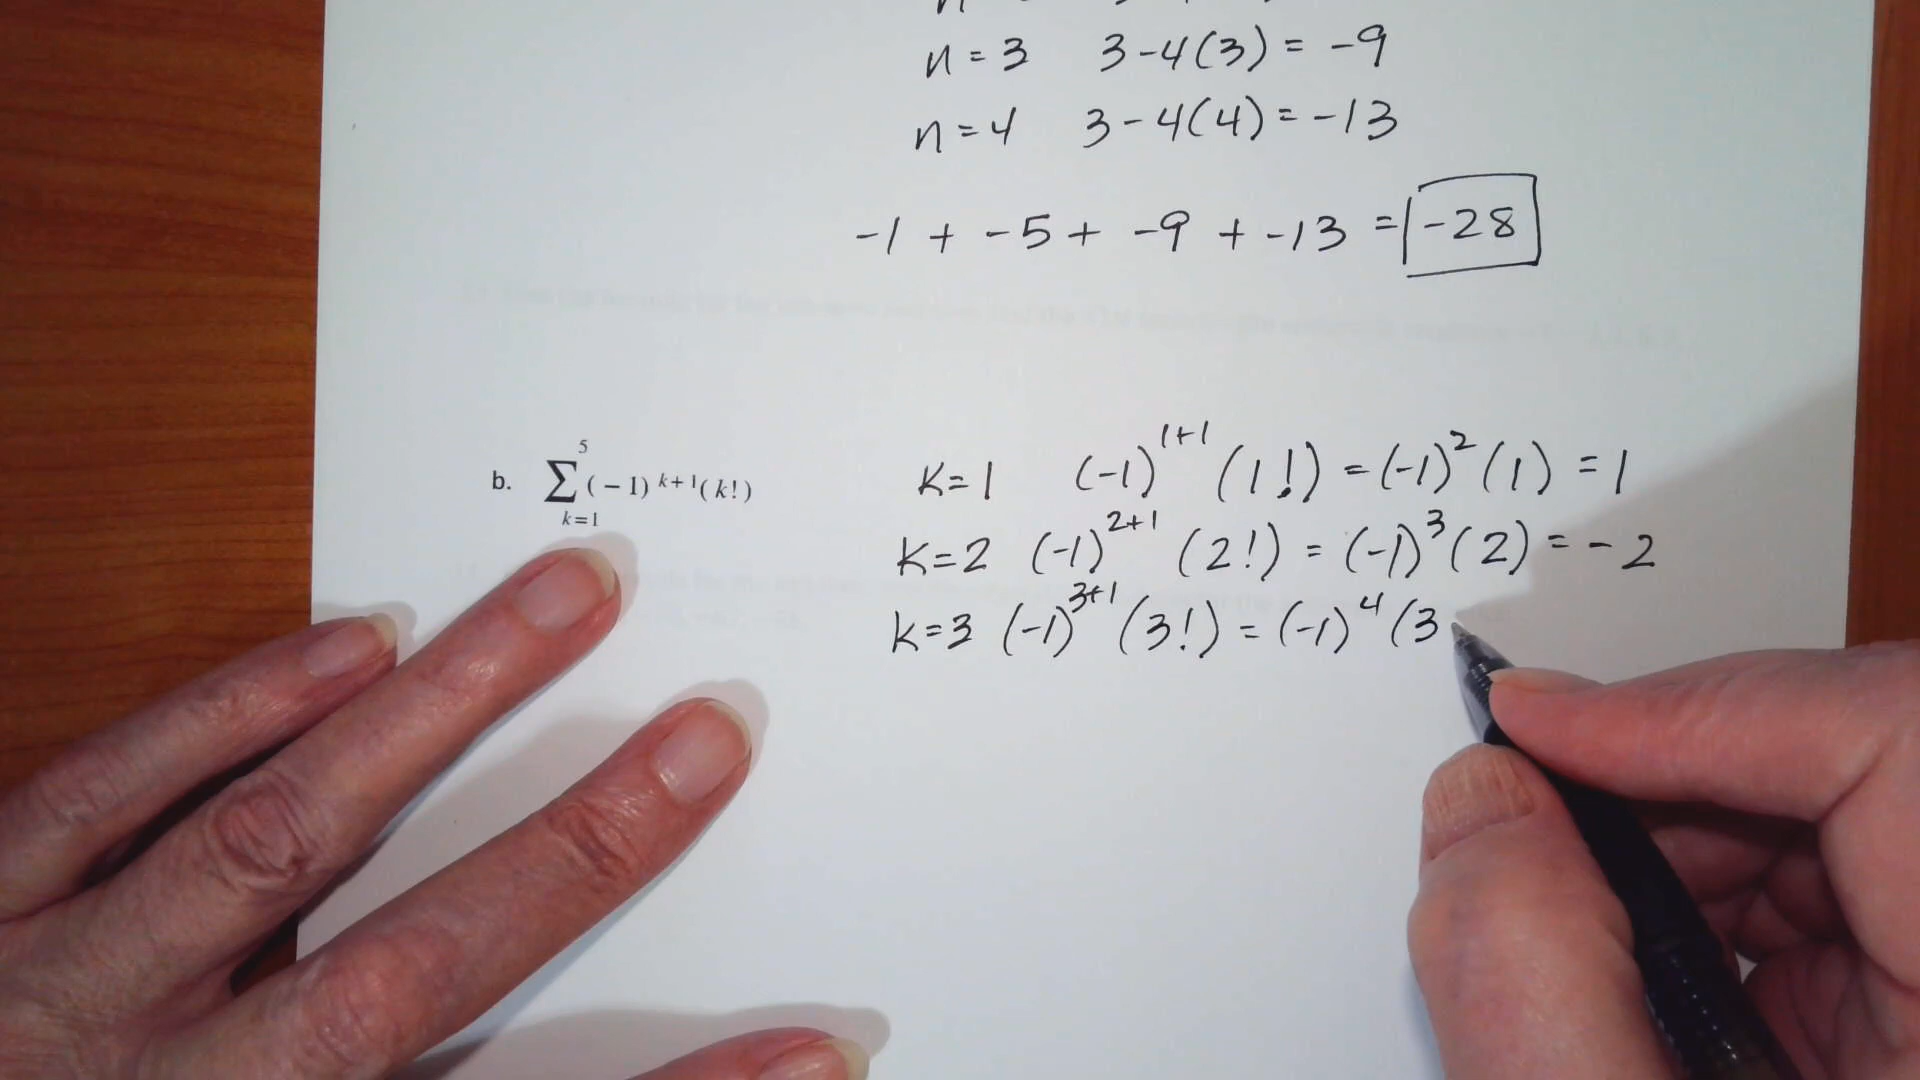 n = 3 3 - 4(3) = -9
n = 4 3 - 4(4) = -13
-1 + -5 + -9 + -13 = -28
b. \sum_{k=1}^{5} (-1)^{k+1}(k!)
K=1 (-1)^{1+1} (1!) = (-1)^2 (1) = 1
K=2 (-1)^{2+1} (2!) = (-1)^3 (2) = -2
k=3 (-1)^{3+1} (3!) = (-1)^4 (3